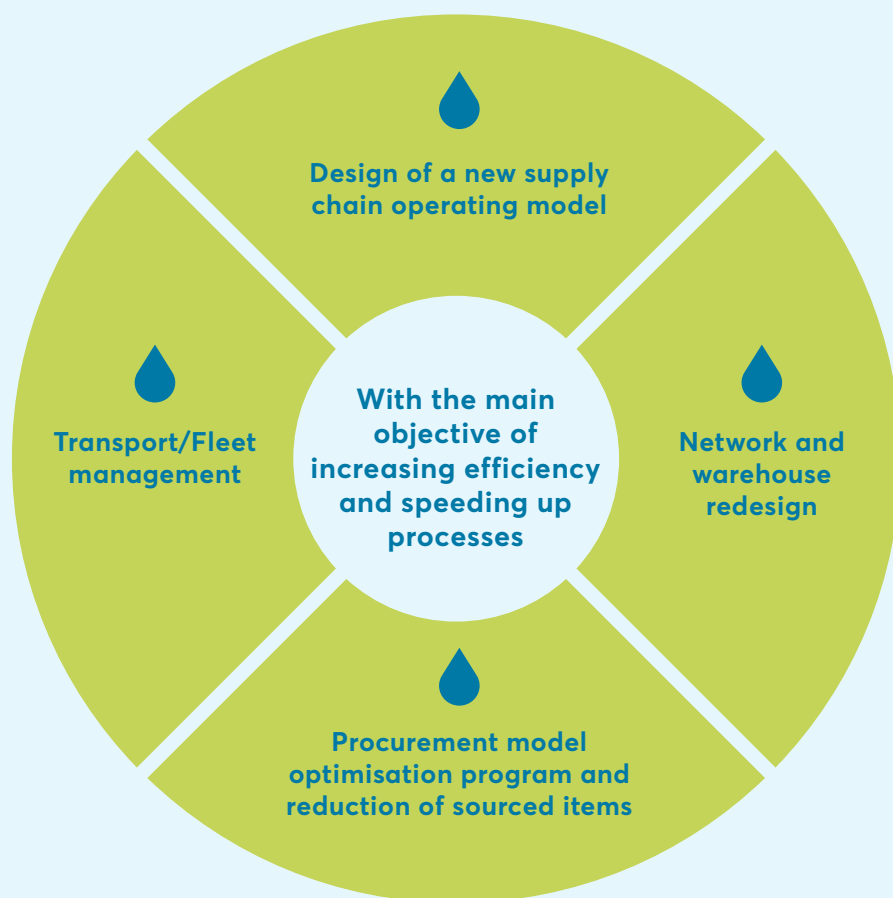 Design of a new supply
chain operating model
Transport/Fleet
management
With the main
objective of
increasing efficiency
and speeding up
processes
Network and
warehouse
redesign
Procurement model
optimisation program and
reduction of sourced items